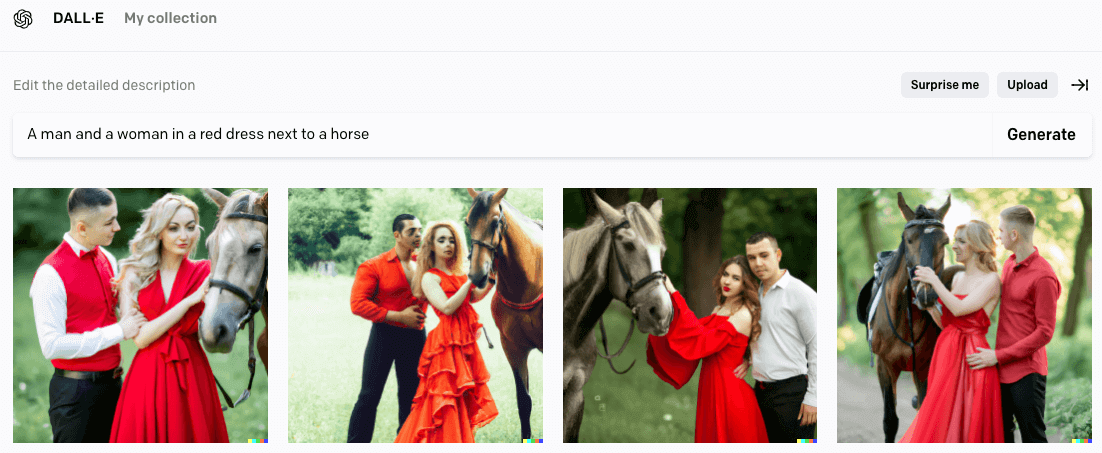 DALL·E My collection
Edit the detailed description Surprise me Upload
A man and a woman in a red dress next to a horse Generate